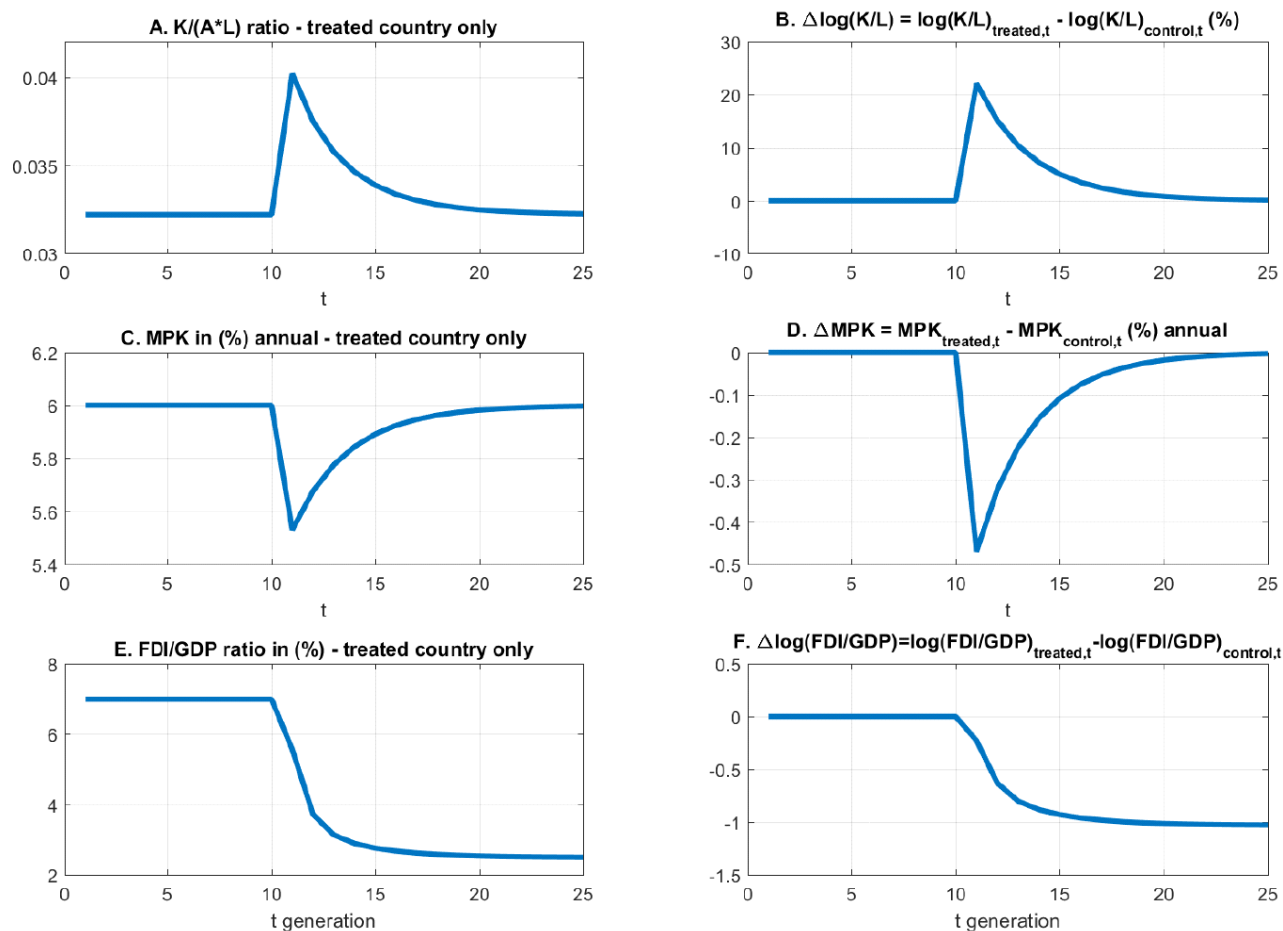 A. K/(A*L) ratio - treated country only
0.04
0.035
0.03
0 5 10 15 20 25
t
B. Δlog(K/L) = log(K/L)treated,t - log(K/L)control,t (%)
30
20
10
0
-10
0 5 10 15 20 25
t
C. MPK in (%) annual - treated country only
6.2
6
5.8
5.6
5.4
0 5 10 15 20 25
t
D. ΔMPK = MPKtreated,t - MPKcontrol,t (%) annual
0
-0.1
-0.2
-0.3
-0.4
-0.5
0 5 10 15 20 25
t
E. FDI/GDP ratio in (%) - treated country only
8
6
4
2
0 5 10 15 20 25
t generation
F. Δlog(FDI/GDP)=log(FDI/GDP)treated,t-log(FDI/GDP)control,t
0.5
0
-0.5
-1
-1.5
0 5 10 15 20 25
t generation